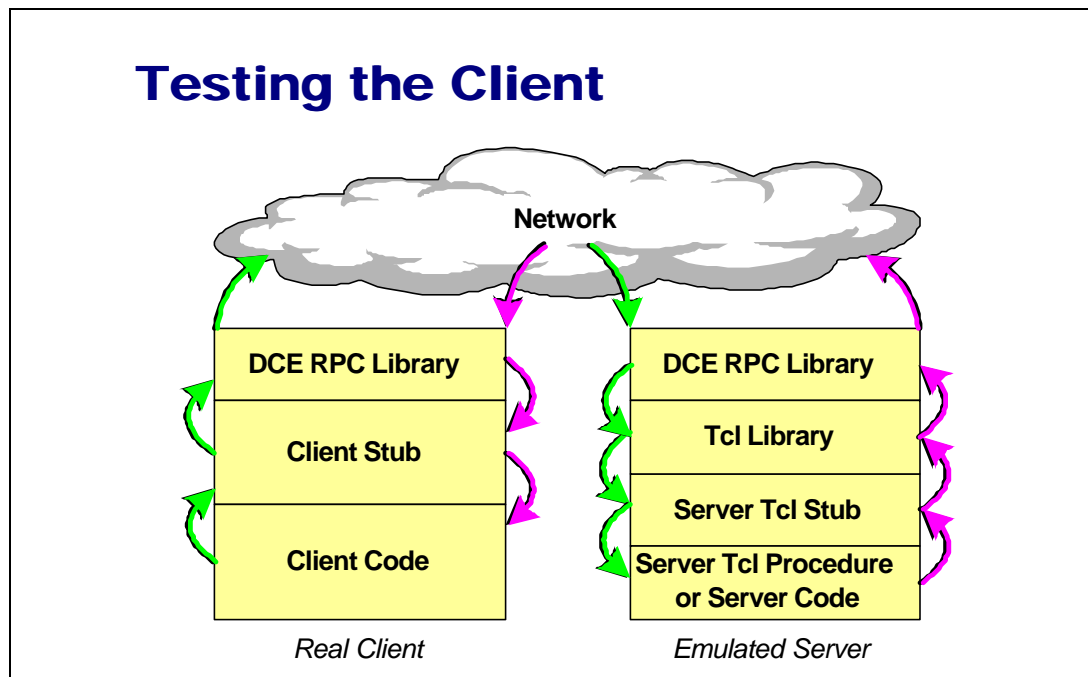 Testing the Client
Network
DCE RPC Library
Client Stub
Client Code
Real Client
DCE RPC Library
Tcl Library
Server Tcl Stub
Server Tcl Procedure
or Server Code
Emulated Server